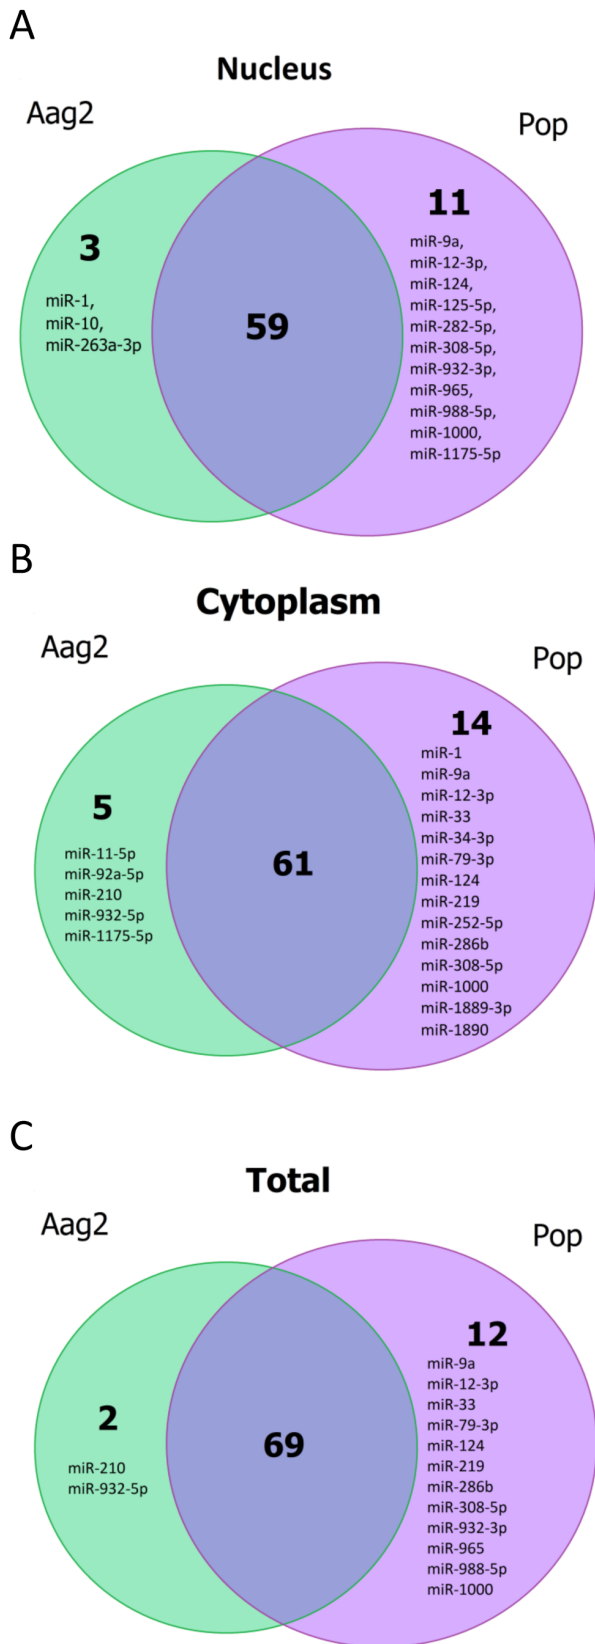 A
Nucleus
Aag2
Pop
3
miR-1,
miR-10,
miR-263a-3p
59
11
miR-9a,
miR-12-3p,
miR-124,
miR-125-5p,
miR-282-5p,
miR-308-5p,
miR-932-3p,
miR-965,
miR-988-5p,
miR-1000,
miR-1175-5p
B
Cytoplasm
Aag2
Pop
5
miR-11-5p
miR-92a-5p
miR-210
miR-932-5p
miR-1175-5p
61
14
miR-1
miR-9a
miR-12-3p
miR-33
miR-34-3p
miR-79-3p
miR-124
miR-219
miR-252-5p
miR-286b
miR-308-5p
miR-1000
miR-1889-3p
miR-1890
C
Total
Aag2
Pop
2
miR-210
miR-932-5p
69
12
miR-9a
miR-12-3p
miR-33
miR-79-3p
miR-124
miR-219
miR-286b
miR-308-5p
miR-932-3p
miR-965
miR-988-5p
miR-1000